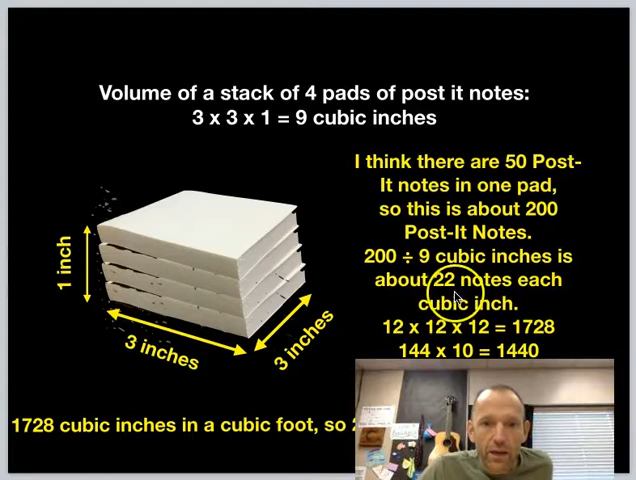 Volume of a stack of 4 pads of post it notes:
3 x 3 x 1 = 9 cubic inches
I think there are 50 Post-
It notes in one pad,
so this is about 200
Post-It Notes.
200 ÷ 9 cubic inches is
about 22 notes each
cubic inch.
12 x 12 x 12 = 1728
144 x 10 = 1440
1 inch
3 inches
3 inches
1728 cubic inches in a cubic foot, so